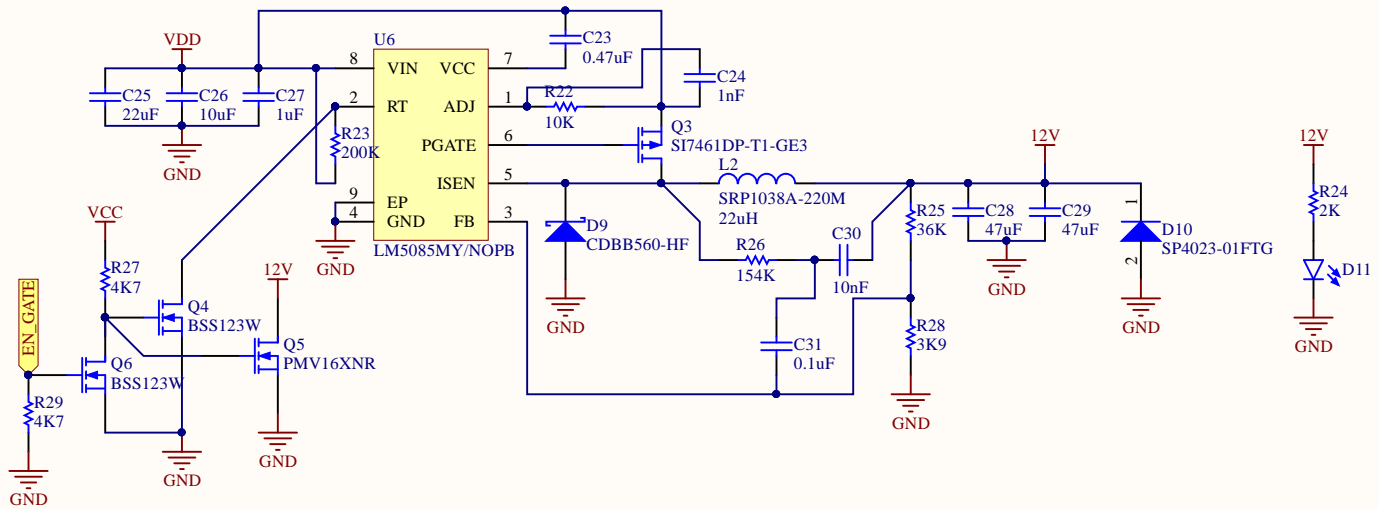 VDD
C25
22uF
C26
10uF
C27
1uF
GND
U6
8
VIN
VCC
7
2
RT
ADJ
1
PGATE
6
ISEN
5
9
EP
4
GND
FB
3
LM5085MY/NOPB
R23
200K
GND
C23
0.47uF
C24
1nF
R22
10K
Q3
SI7461DP-T1-GE3
L2
SRP1038A-220M
22uH
D9
CDBB560-HF
GND
R26
154K
C30
10nF
C31
0.1uF
R25
36K
R28
3K9
GND
C28
47uF
C29
47uF
GND
12V
1
D10
SP4023-01FTG
2
GND
12V
R24
2K
D11
GND
VCC
R27
4K7
Q4
BSS123W
12V
Q5
PMV16XNR
GND
EN_GATE
Q6
BSS123W
R29
4K7
GND
GND